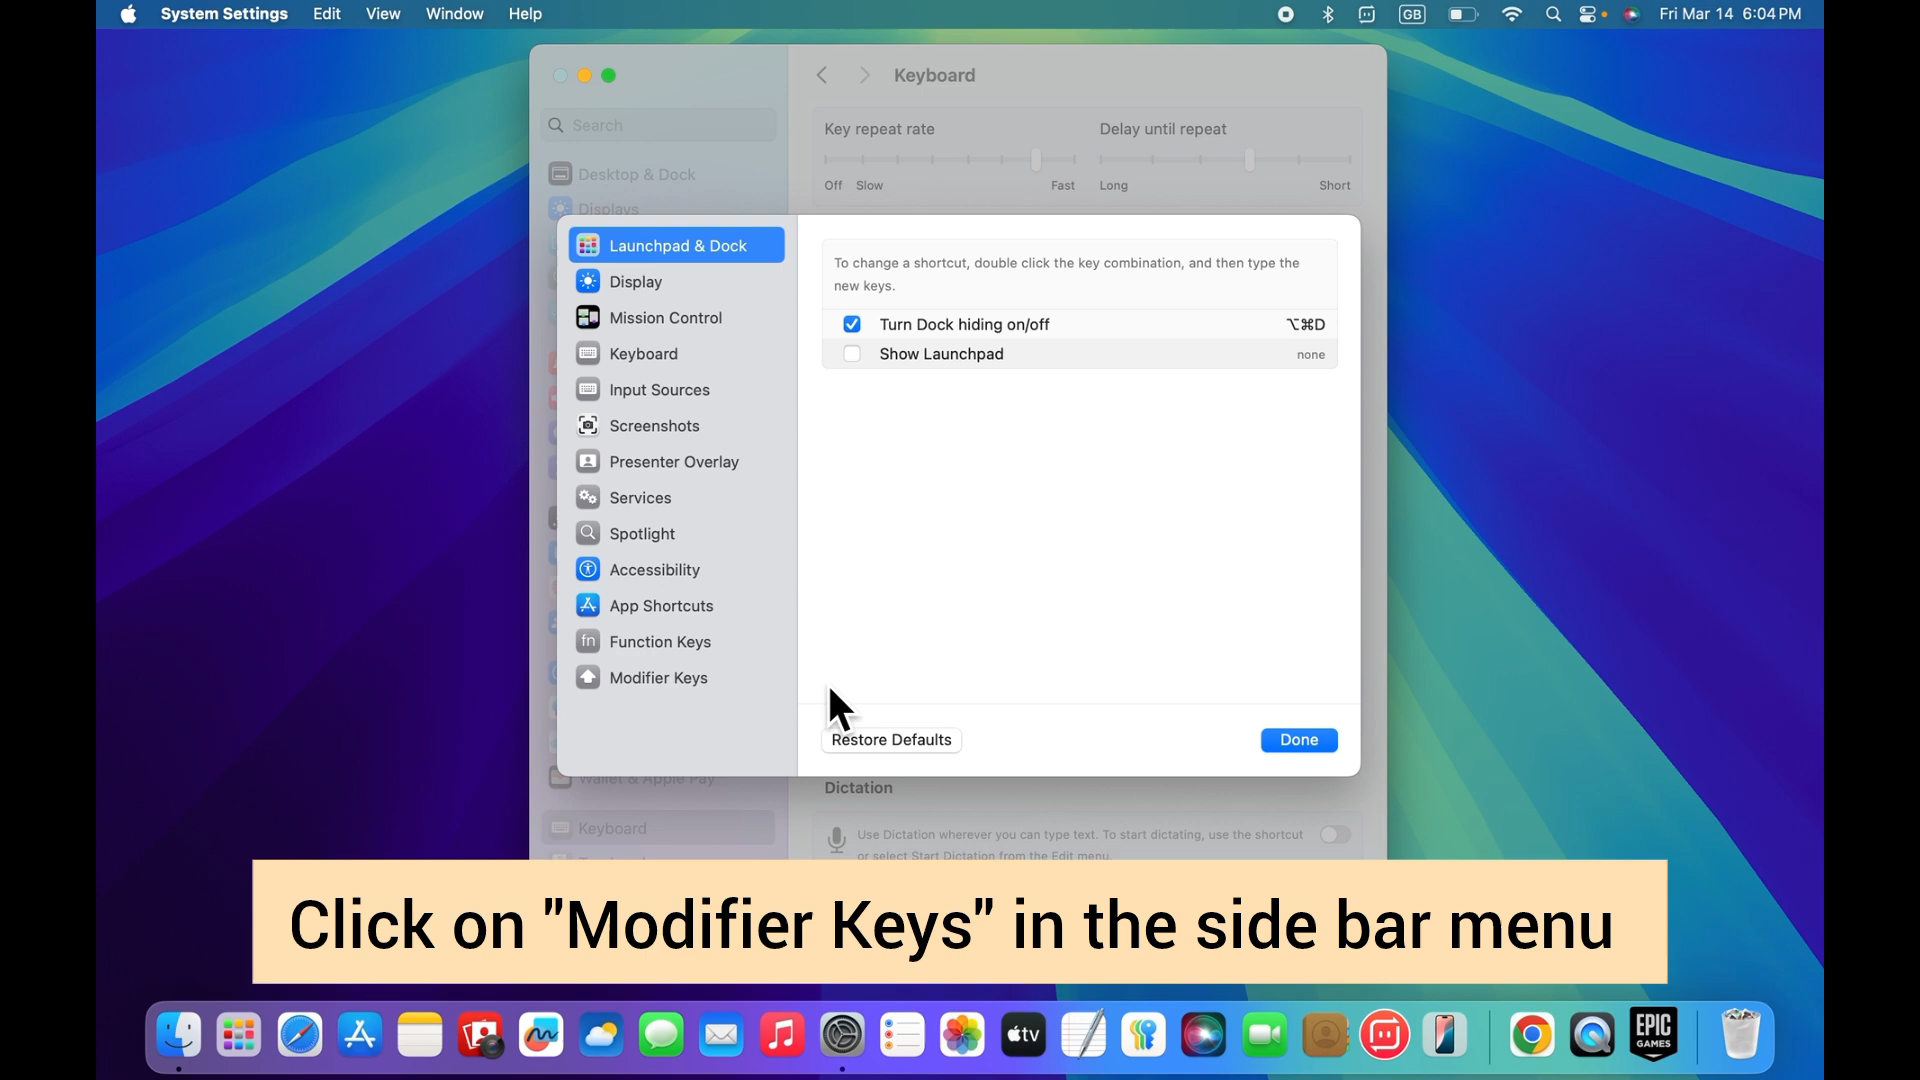 System Settings Edit View Window Help
GB
Fri Mar 14 6:04 PM
Keyboard
Search
Key repeat rate
Delay until repeat
Off Slow Fast
Long Short
Desktop & Dock
Displays
Launchpad & Dock
Display
Mission Control
Keyboard
Input Sources
Screenshots
Presenter Overlay
Services
Spotlight
Accessibility
App Shortcuts
fn Function Keys
Modifier Keys
To change a shortcut, double click the key combination, and then type the
new keys.
Turn Dock hiding on/off ⌥⌘D
Show Launchpad none
Restore Defaults
Done
Wallet & Apple Pay
Keyboard
Dictation
Use Dictation wherever you can type text. To start dictating, use the shortcut
or select Start Dictation from the Edit menu.
Click on "Modifier Keys" in the side bar menu
tv
EPIC
GAMES